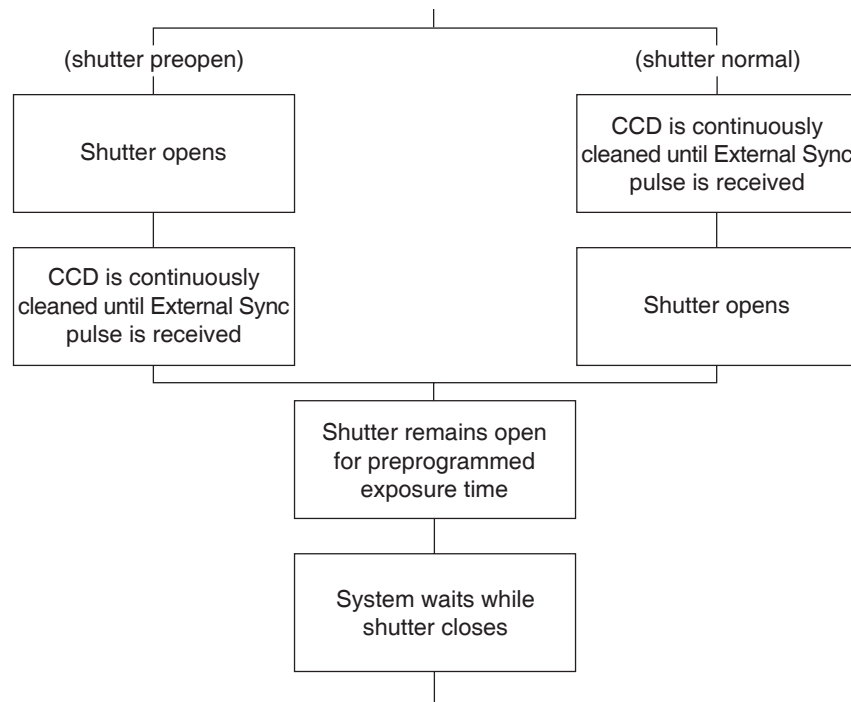 (shutter preopen)
(shutter normal)
Shutter opens
CCD is continuously
cleaned until External Sync
pulse is received
CCD is continuously
cleaned until External Sync
pulse is received
Shutter opens
Shutter remains open
for preprogrammed
exposure time
System waits while
shutter closes